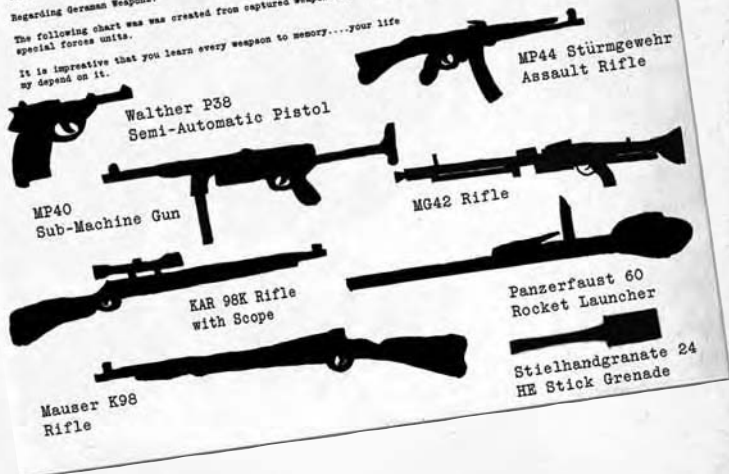 Regarding Geraman Weapons.
The following chart was was created from captured weapon
special forces units.
It is impreative that you learn every weapson to memory....your life
my depend on it.
MP44 Stürmgewehr
Assault Rifle
Walther P38
Semi-Automatic Pistol
MP40
Sub-Machine Gun
MG42 Rifle
KAR 98K Rifle
with Scope
Panzerfaust 60
Rocket Launcher
Mauser K98
Rifle
Stielhandgranate 24
HE Stick Grenade